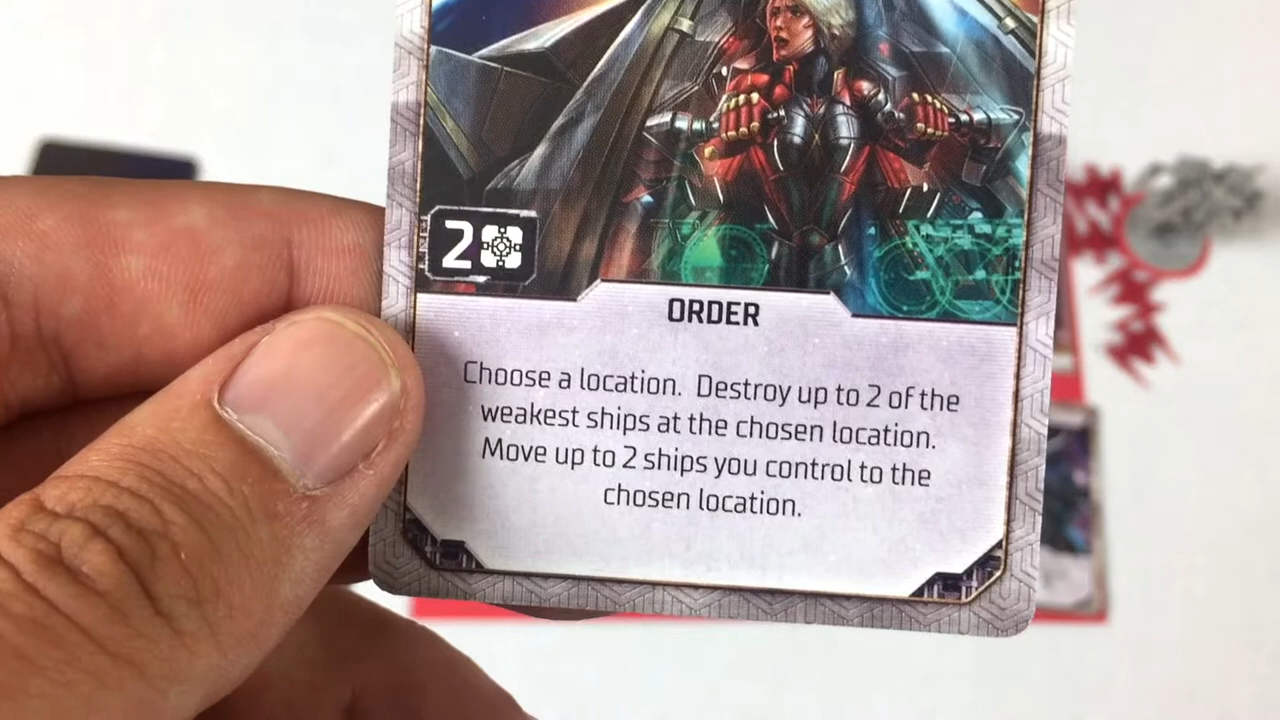 2
ORDER
Choose a location. Destroy up to 2 of the
weakest ships at the chosen location.
Move up to 2 ships you control to the
chosen location.